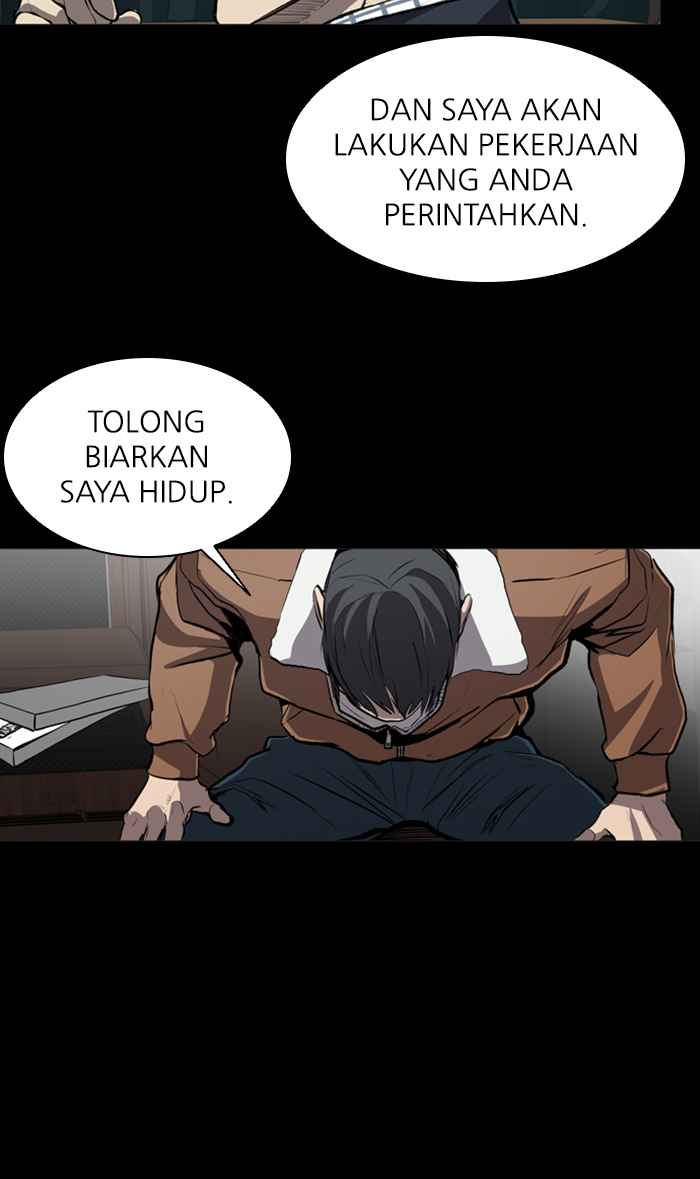 DAN SAYA AKAN
LAKUKAN PEKERJAAN
YANG ANDA
PERINTAHKAN.
TOLONG
BIARKAN
SAYA HIDUP.